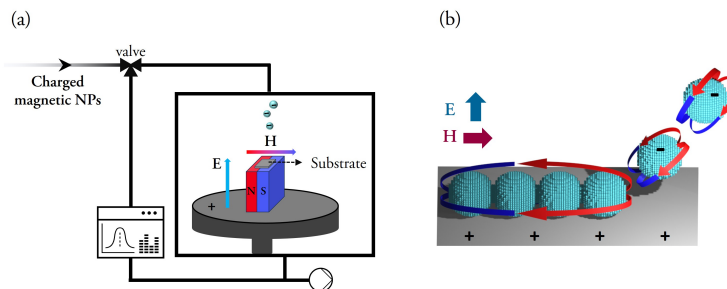 (a)
valve
Charged
magnetic NPs
H
E
Substrate
N S
+
(b)
E
H
-
-
+ + + +